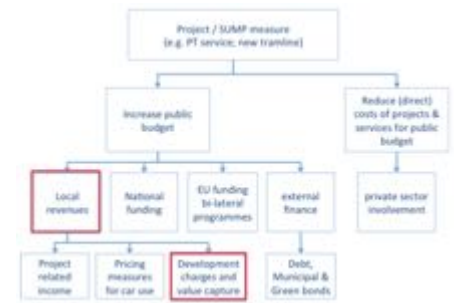 Project / SUMP measure
(e.g. PT service; new tramline)
Increase public
budget
Reduce (direct)
costs of projects &
services for public
budget
Local
revenues
National
funding
EU funding
bi-lateral
programmes
external
finance
private sector
involvement
Project
related
income
Pricing
measures
for car use
Development
charges and
value capture
Debt,
Municipal &
Green bonds